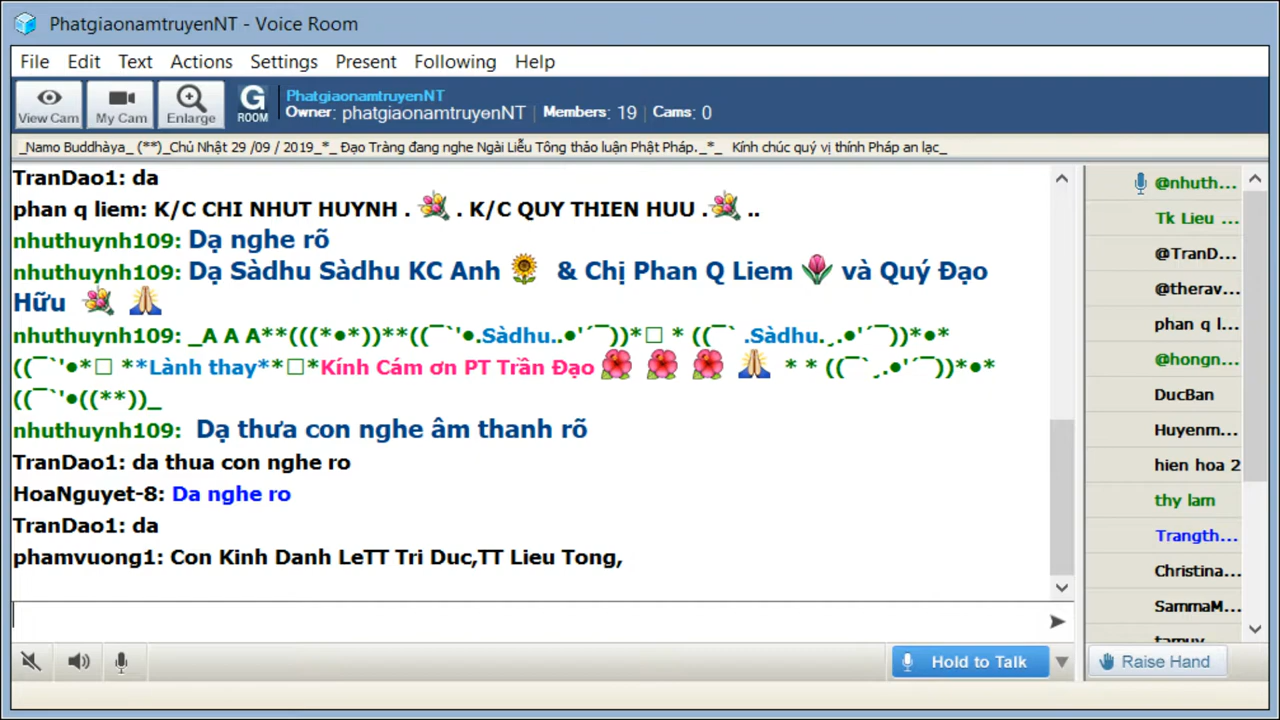 PhatgiaonamtruyenNT - Voice Room
File Edit Text Actions Settings Present Following Help
View Cam My Cam Enlarge G ROOM
PhatgiaonamtruyenNT
Owner: phatgiaonamtruyenNT | Members: 19 | Cams: 0
_Namo Buddhàya_ (**)_Chủ Nhật 29 /09 / 2019_*_ Đạo Tràng đang nghe Ngài Liễu Tông thảo luận Phật Pháp._*_ Kính chúc quý vị thính Pháp an lạc_
TranDao1: da
phan q liem: K/C CHI NHUT HUYNH . 💐 . K/C QUY THIEN HUU .💐 ..
nhuthuynh109: Dạ nghe rõ
nhuthuynh109: Dạ Sàdhu Sàdhu KC Anh 🌻 & Chị Phan Q Liem 🌷 và Quý Đạo
Hữu 💐 🙏
nhuthuynh109: _A A A**(((*•*))**((¯`'•.Sàdhu..•'´¯))*□ * ((¯` .Sàdhu.¸.•'´¯))*•*
((¯`'•*□ **Lành thay**□*Kính Cám ơn PT Trần Đạo 🌺 🌺 🌺 🙏 * * ((¯`¸.•'´¯))*•*
((¯`'•((**))_
nhuthuynh109: Dạ thưa con nghe âm thanh rõ
TranDao1: da thua con nghe ro
HoaNguyet-8: Da nghe ro
TranDao1: da
phamvuong1: Con Kinh Danh LeTT Tri Duc,TT Lieu Tong,
@nhuth...
Tk Lieu ...
@TranD...
@therav...
phan q l...
@hongn...
DucBan
Huyenm...
hien hoa 2
thy lam
Trangth...
Christina...
SammaM...
Hold to Talk
Raise Hand